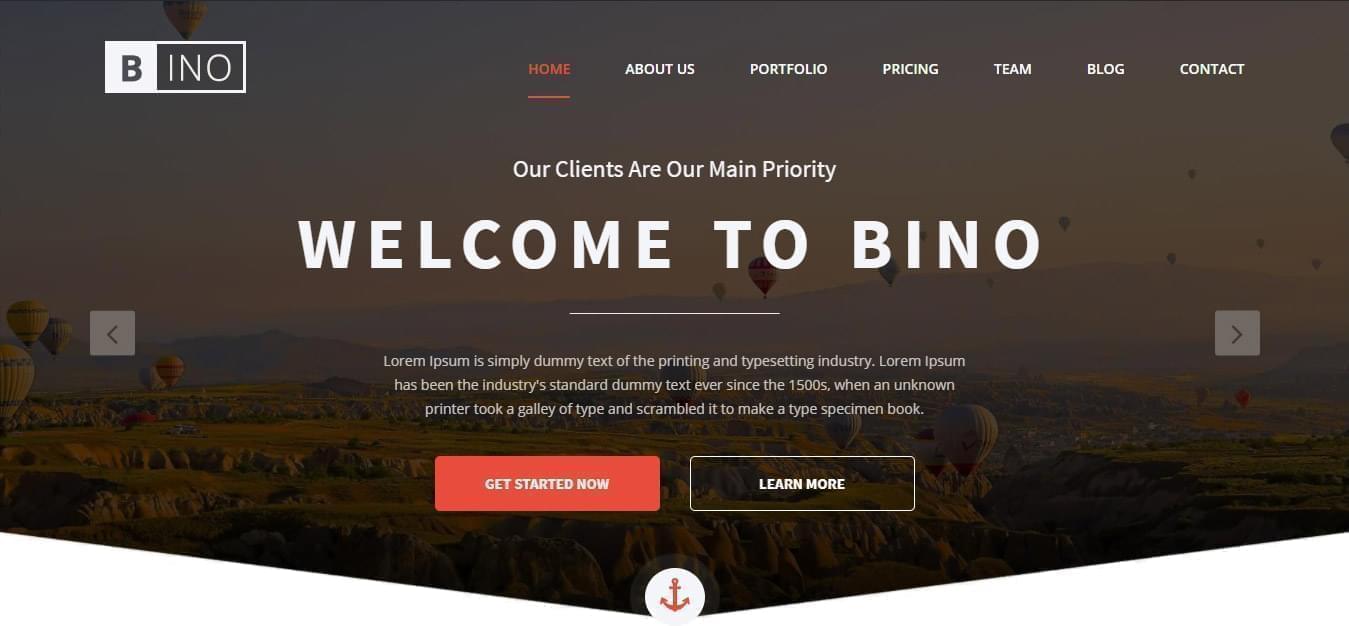 BINO
HOME ABOUT US PORTFOLIO PRICING TEAM BLOG CONTACT
Our Clients Are Our Main Priority
WELCOME TO BINO
Lorem Ipsum is simply dummy text of the printing and typesetting industry. Lorem Ipsum
has been the industry's standard dummy text ever since the 1500s, when an unknown
printer took a galley of type and scrambled it to make a type specimen book.
GET STARTED NOW LEARN MORE